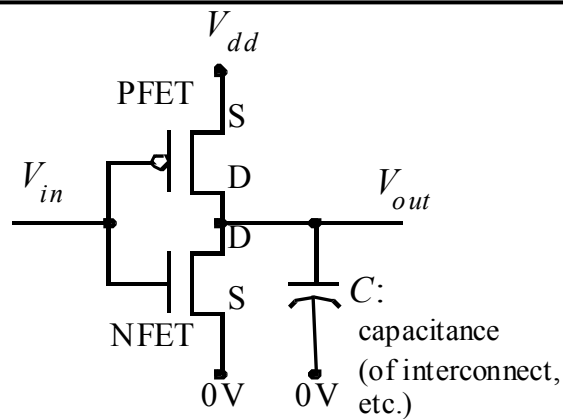 V_dd
PFET
S
V_in
D
V_out
D
S
C:
NFET
capacitance
(of interconnect,
0V
0V
etc.)